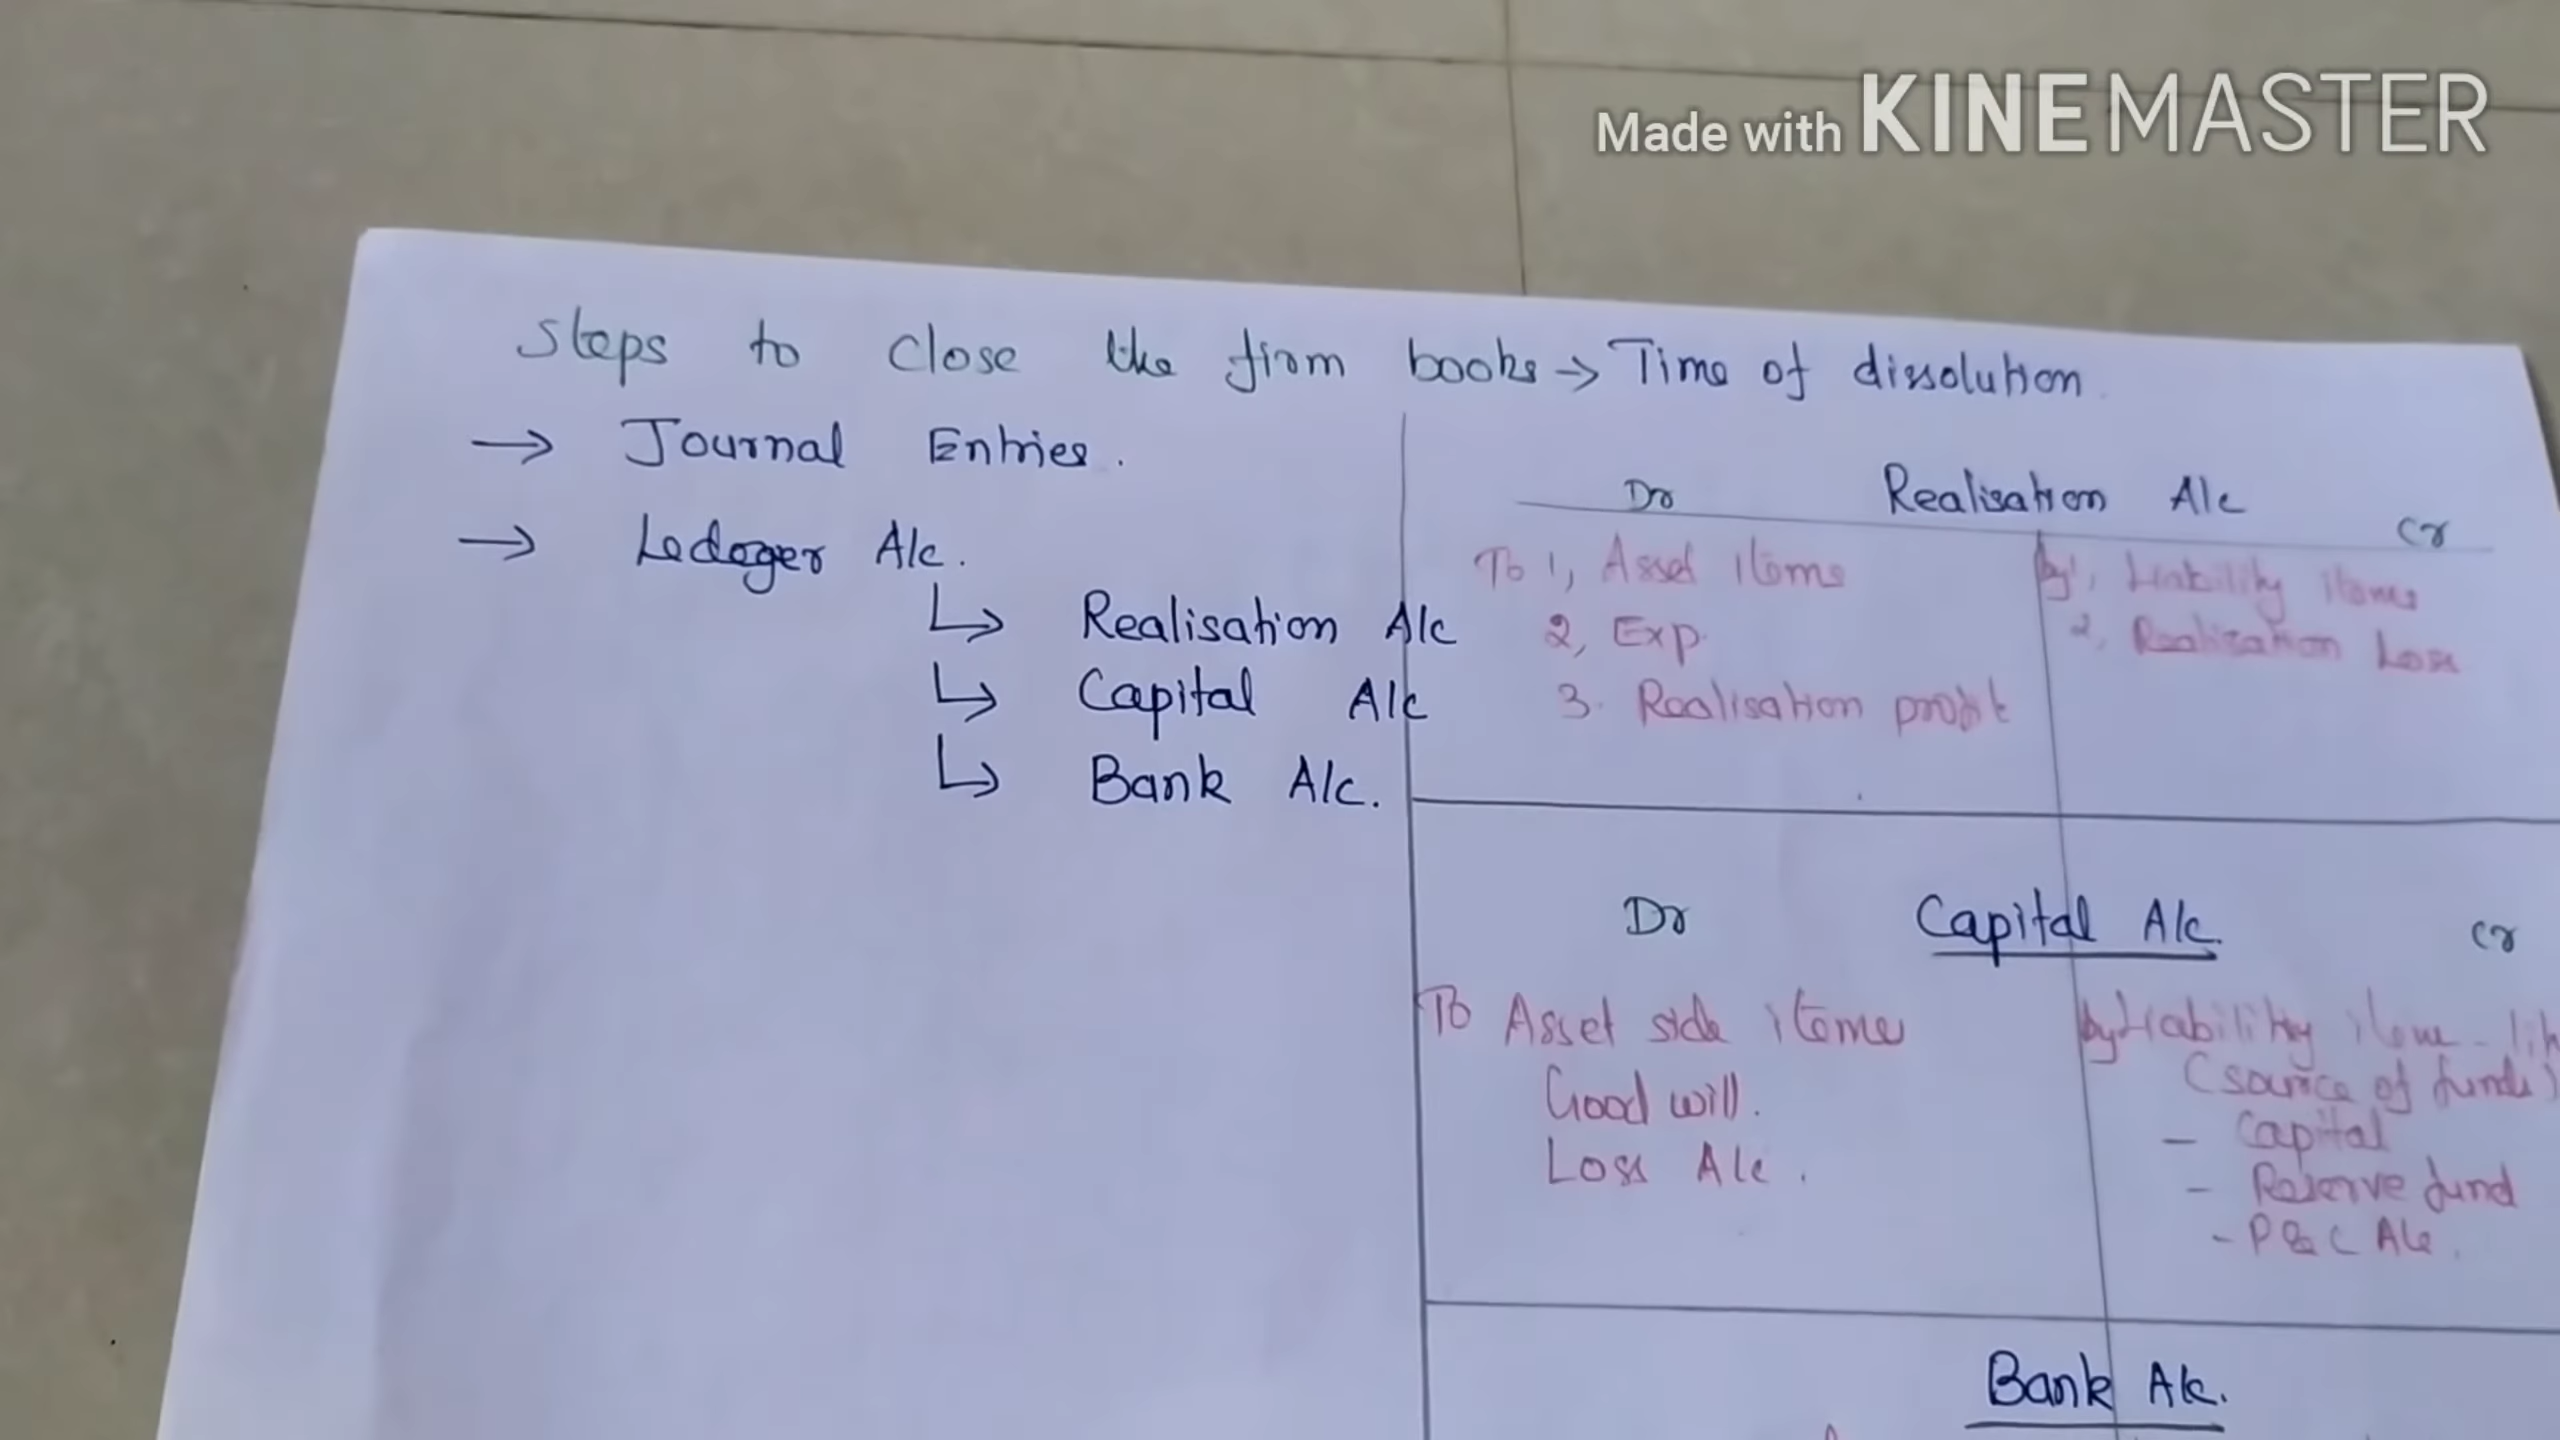 Made with KINEMASTER
Steps to close the firm books → Time of dissolution.
→ Journal Entries.
→ Ledoger A/c.
↳ Realisation A/c
↳ Capital A/c
↳ Bank A/c.
Dr Realisation A/c Cr
To 1, Asset items
2, Exp.
3. Realisation profit
by 1, Liability items
2, Realisation Loss
Dr Capital A/c. Cr
To Asset side items
Good will.
Loss A/c.
by Liability items
(source of funds)
- Capital
- Reserve fund
- P & L A/c.
Bank A/c.